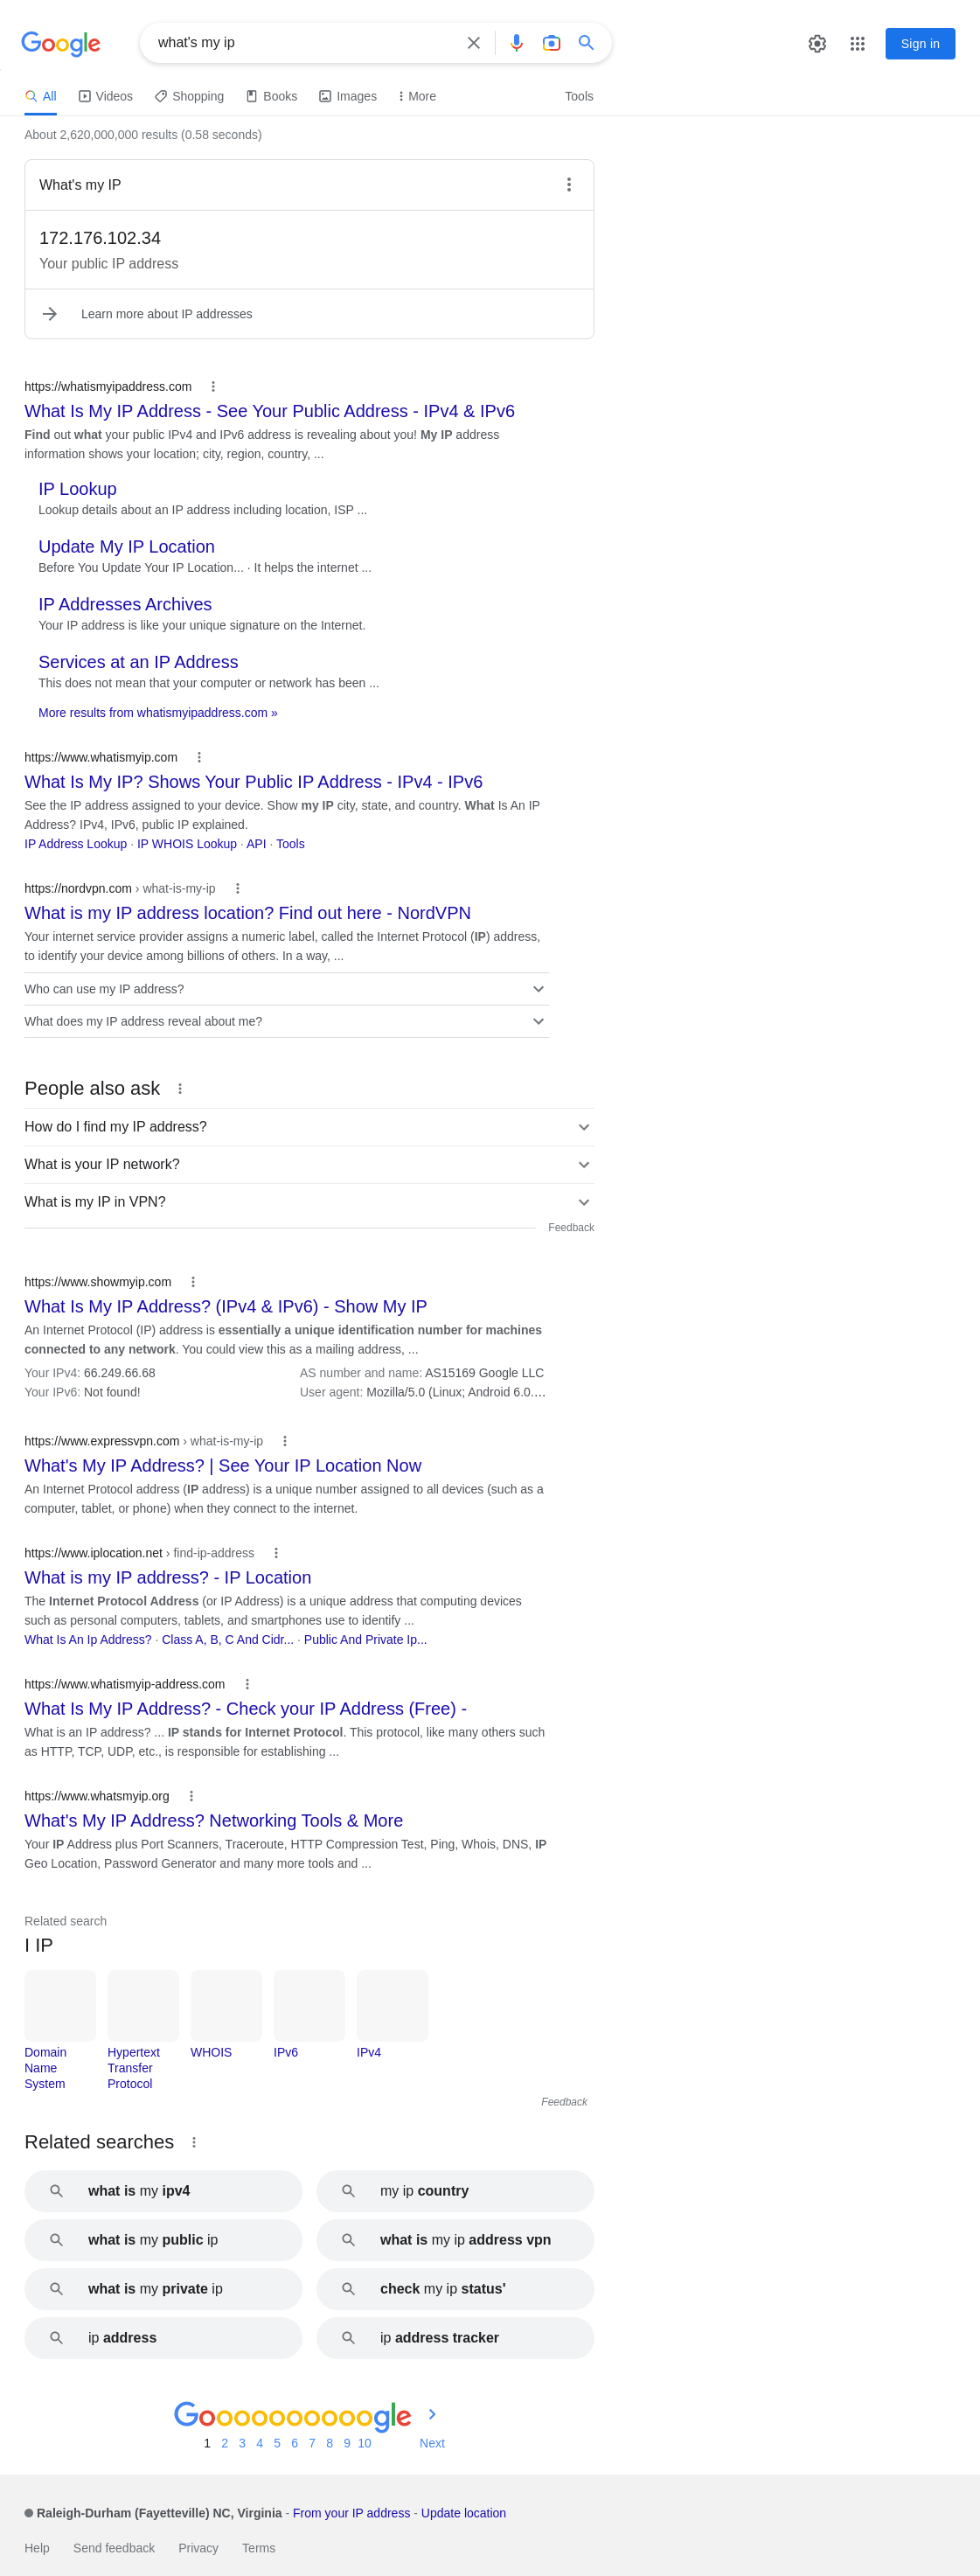 Google
what's my ip
Sign in
All
Videos
Shopping
Books
Images
More
Tools
About 2,620,000,000 results (0.58 seconds)
What's my IP
172.176.102.34
Your public IP address
Learn more about IP addresses
https://whatismyipaddress.com
What Is My IP Address - See Your Public Address - IPv4 & IPv6
Find out what your public IPv4 and IPv6 address is revealing about you! My IP address
information shows your location; city, region, country, ...
IP Lookup
Lookup details about an IP address including location, ISP ...
Update My IP Location
Before You Update Your IP Location... · It helps the internet ...
IP Addresses Archives
Your IP address is like your unique signature on the Internet.
Services at an IP Address
This does not mean that your computer or network has been ...
More results from whatismyipaddress.com »
https://www.whatismyip.com
What Is My IP? Shows Your Public IP Address - IPv4 - IPv6
See the IP address assigned to your device. Show my IP city, state, and country. What Is An IP
Address? IPv4, IPv6, public IP explained.
IP Address Lookup · IP WHOIS Lookup · API · Tools
https://nordvpn.com › what-is-my-ip
What is my IP address location? Find out here - NordVPN
Your internet service provider assigns a numeric label, called the Internet Protocol (IP) address,
to identify your device among billions of others. In a way, ...
Who can use my IP address?
What does my IP address reveal about me?
People also ask
How do I find my IP address?
What is your IP network?
What is my IP in VPN?
Feedback
https://www.showmyip.com
What Is My IP Address? (IPv4 & IPv6) - Show My IP
An Internet Protocol (IP) address is essentially a unique identification number for machines
connected to any network. You could view this as a mailing address, ...
Your IPv4: 66.249.66.68
AS number and name: AS15169 Google LLC
Your IPv6: Not found!
User agent: Mozilla/5.0 (Linux; Android 6.0....
https://www.expressvpn.com › what-is-my-ip
What's My IP Address? | See Your IP Location Now
An Internet Protocol address (IP address) is a unique number assigned to all devices (such as a
computer, tablet, or phone) when they connect to the internet.
https://www.iplocation.net › find-ip-address
What is my IP address? - IP Location
The Internet Protocol Address (or IP Address) is a unique address that computing devices
such as personal computers, tablets, and smartphones use to identify ...
What Is An Ip Address? · Class A, B, C And Cidr... · Public And Private Ip...
https://www.whatismyip-address.com
What Is My IP Address? - Check your IP Address (Free) -
What is an IP address? ... IP stands for Internet Protocol. This protocol, like many others such
as HTTP, TCP, UDP, etc., is responsible for establishing ...
https://www.whatsmyip.org
What's My IP Address? Networking Tools & More
Your IP Address plus Port Scanners, Traceroute, HTTP Compression Test, Ping, Whois, DNS, IP
Geo Location, Password Generator and many more tools and ...
Related search
I IP
Domain
Name
System
Hypertext
Transfer
Protocol
WHOIS
IPv6
IPv4
Feedback
Related searches
what is my ipv4
my ip country
what is my public ip
what is my ip address vpn
what is my private ip
check my ip status'
ip address
ip address tracker
Goooooooooogle
1 2 3 4 5 6 7 8 9 10 Next
Raleigh-Durham (Fayetteville) NC, Virginia - From your IP address - Update location
Help Send feedback Privacy Terms